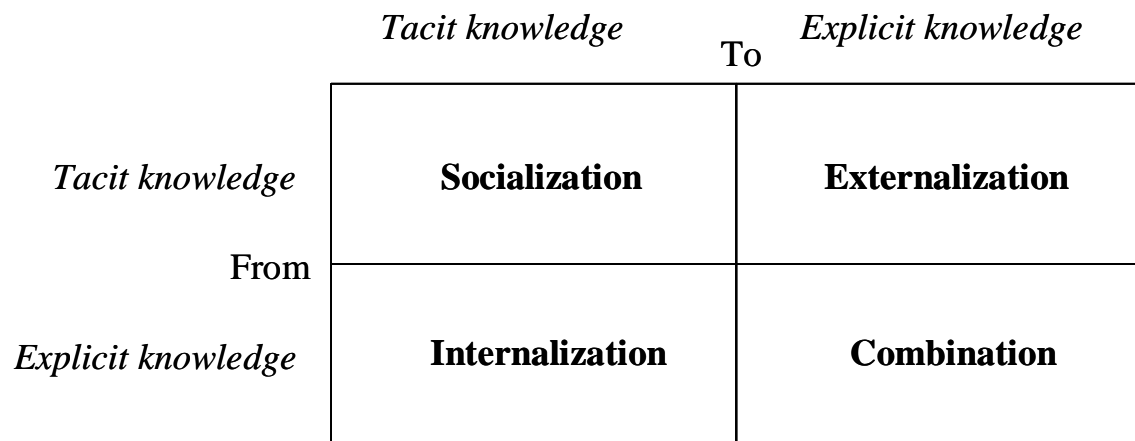 Tacit knowledge Explicit knowledge
To
Tacit knowledge Socialization Externalization
From
Explicit knowledge Internalization Combination